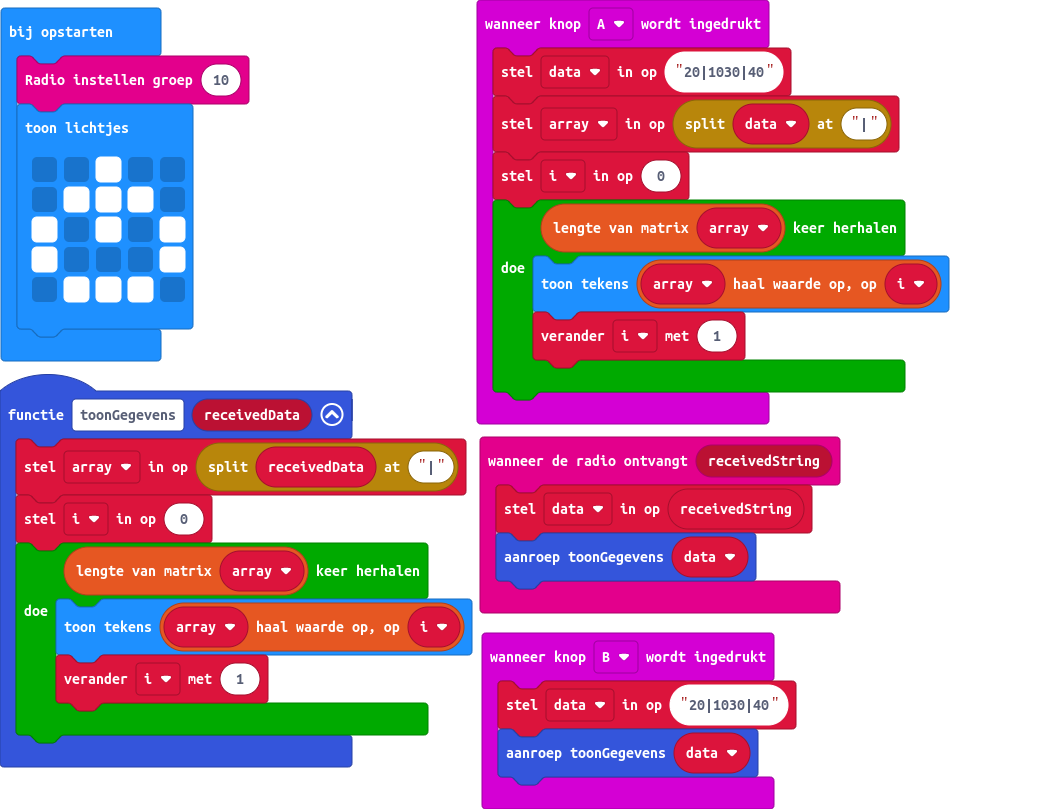 bij opstarten
Radio instellen groep 10
toon lichtjes
functie toonGegevens receivedData
stel array in op split receivedData at "|"
stel i in op 0
lengte van matrix array keer herhalen
doe
toon tekens array haal waarde op, op i
verander i met 1
wanneer knop A wordt ingedrukt
stel data in op "20|1030|40"
stel array in op split data at "|"
stel i in op 0
lengte van matrix array keer herhalen
doe
toon tekens array haal waarde op, op i
verander i met 1
wanneer de radio ontvangt receivedString
stel data in op receivedString
aanroep toonGegevens data
wanneer knop B wordt ingedrukt
stel data in op "20|1030|40"
aanroep toonGegevens data